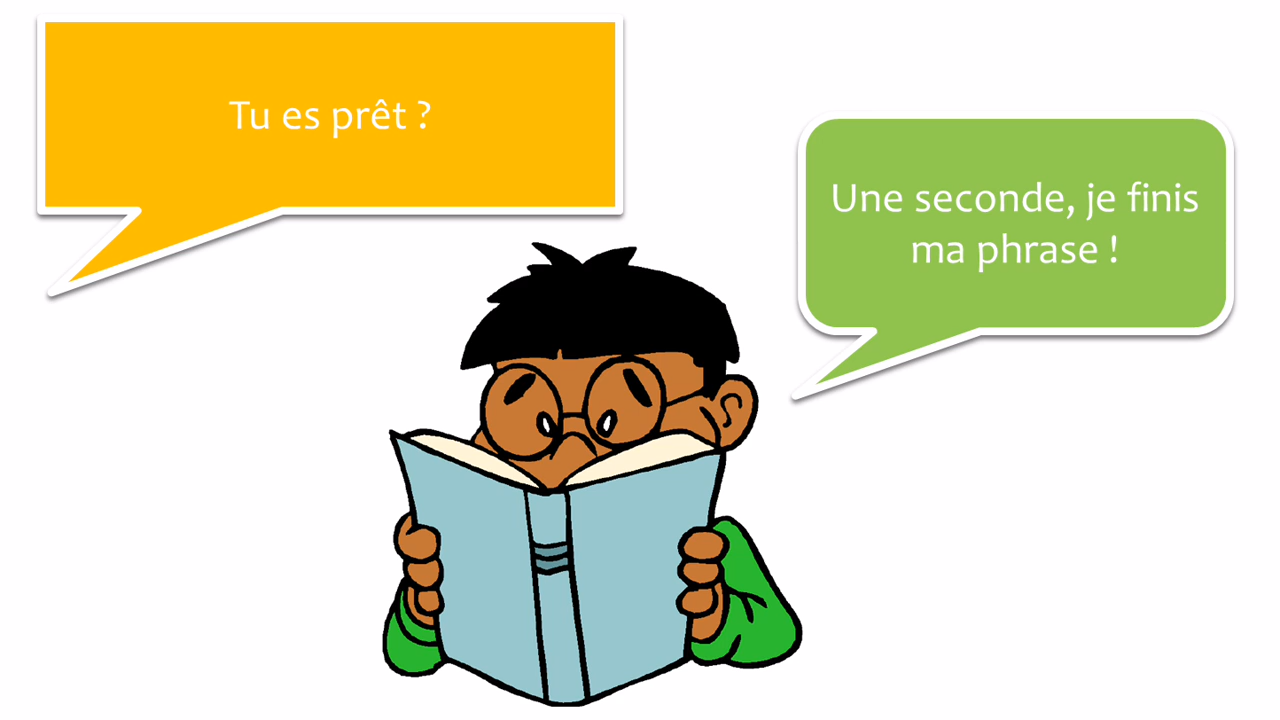 Tu es prêt ?
Une seconde, je finis
ma phrase !